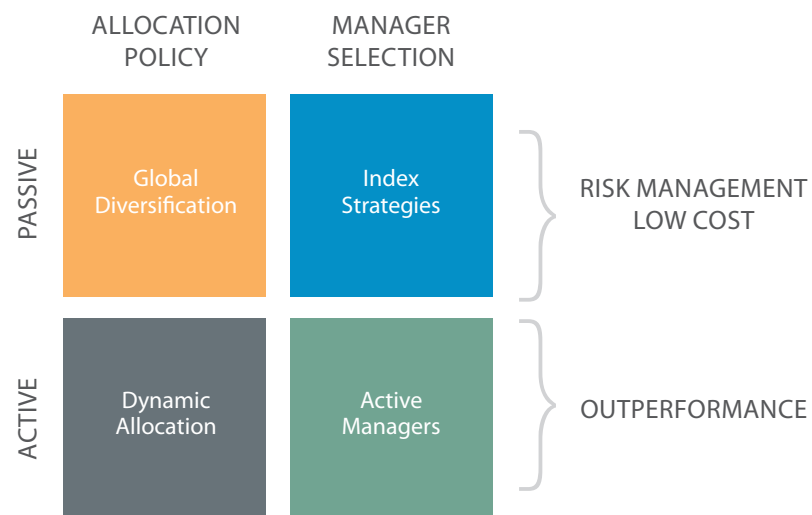 ALLOCATION
POLICY
MANAGER
SELECTION
PASSIVE
Global
Diversification
Index
Strategies
RISK MANAGEMENT
LOW COST
ACTIVE
Dynamic
Allocation
Active
Managers
OUTPERFORMANCE